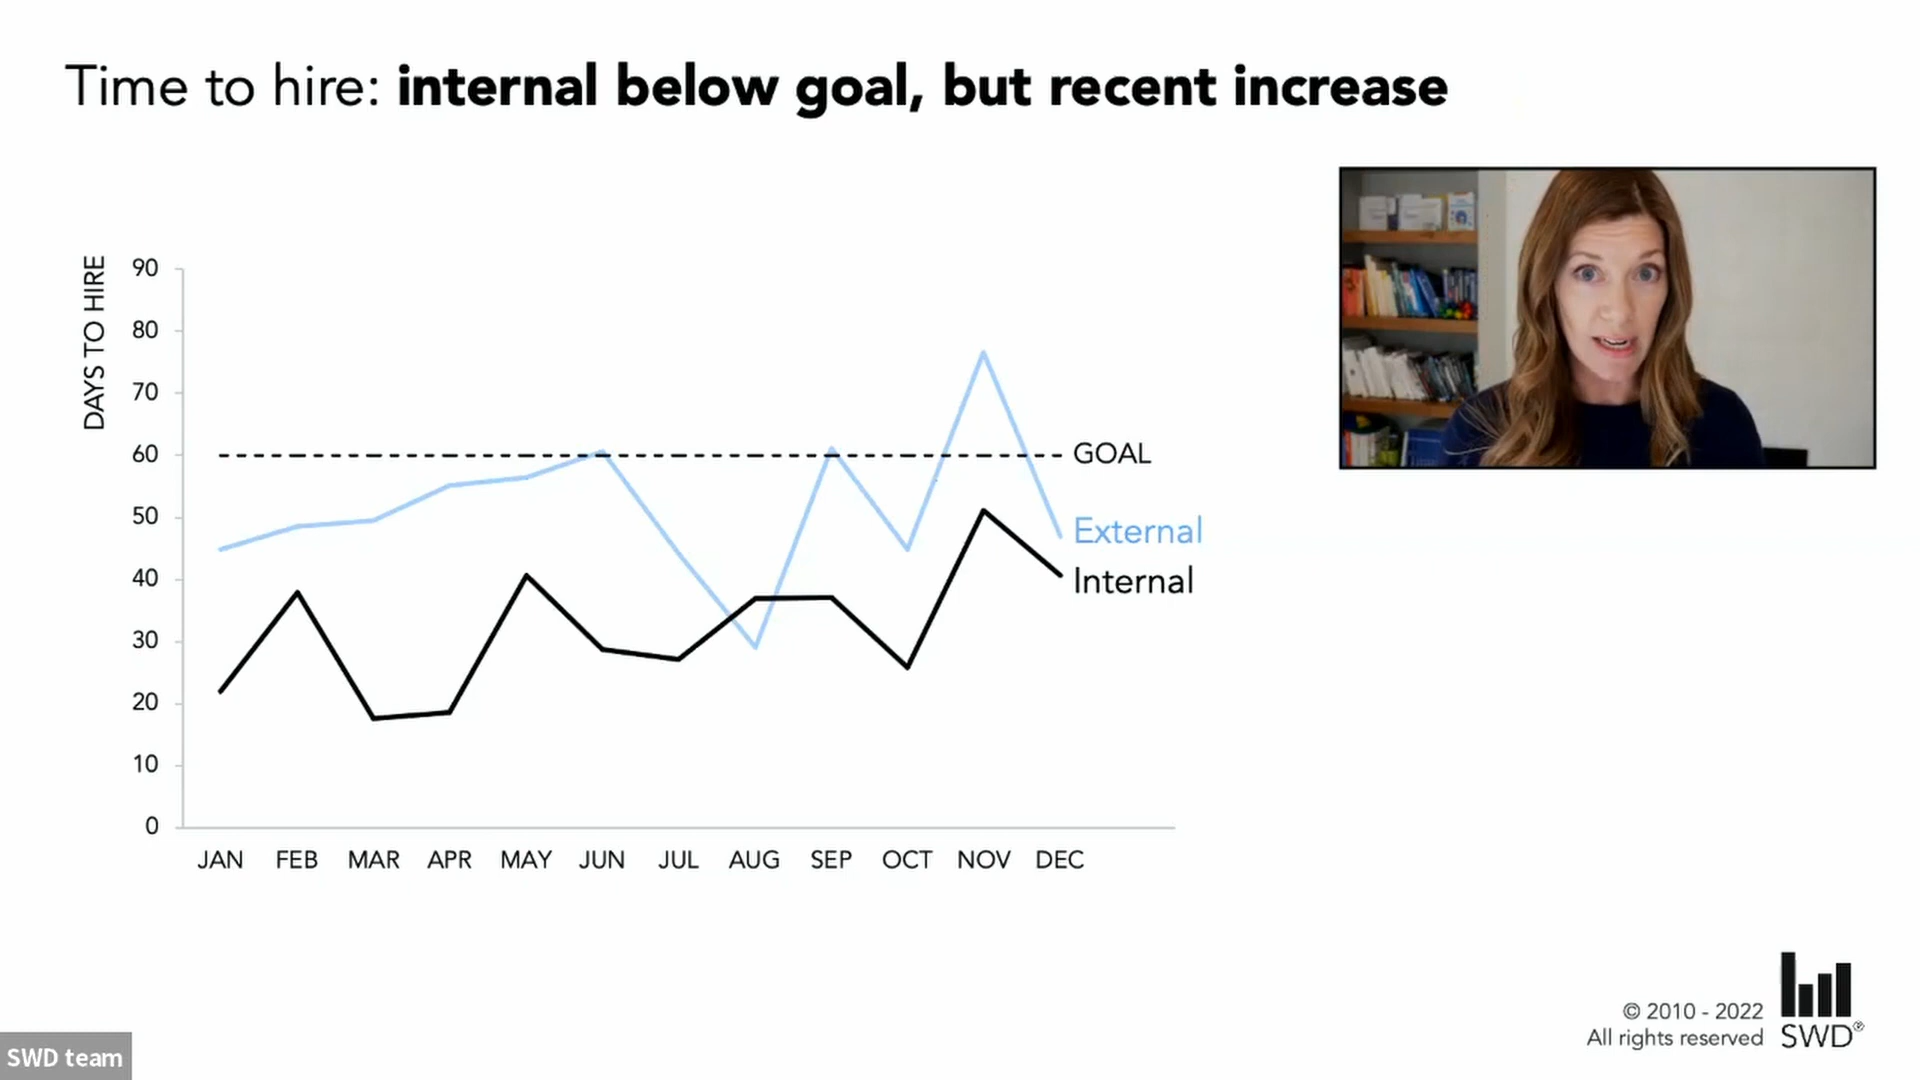 Time to hire: internal below goal, but recent increase
DAYS TO HIRE
90
80
70
60
50
40
30
20
10
0
GOAL
External
Internal
JAN FEB MAR APR MAY JUN JUL AUG SEP OCT NOV DEC
© 2010 - 2022
All rights reserved
SWD®
SWD team